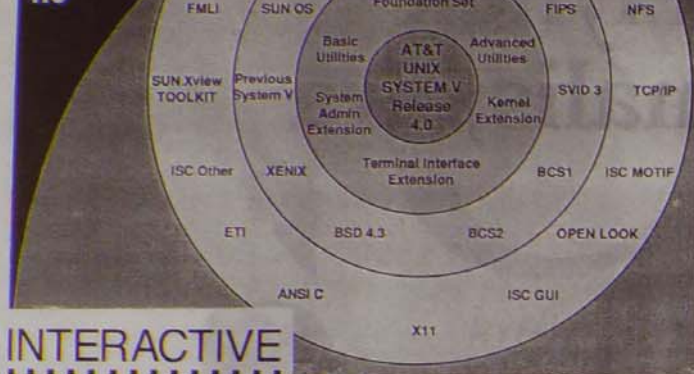 FMLI
SUN OS
Foundation Set
FIPS
NFS
Basic
Utilities
AT&T
UNIX
SYSTEM V
Release
4.0
Advanced
Utilities
SUN Xview
TOOLKIT
Previous
System V
System
Admin
Extension
Kernel
Extension
SVID 3
TCP/IP
Terminal Interface
Extension
ISC Other
XENIX
BCS1
ISC MOTIF
ETI
BSD 4.3
BCS2
OPEN LOOK
ANSI C
ISC GUI
X11
INTERACTIVE